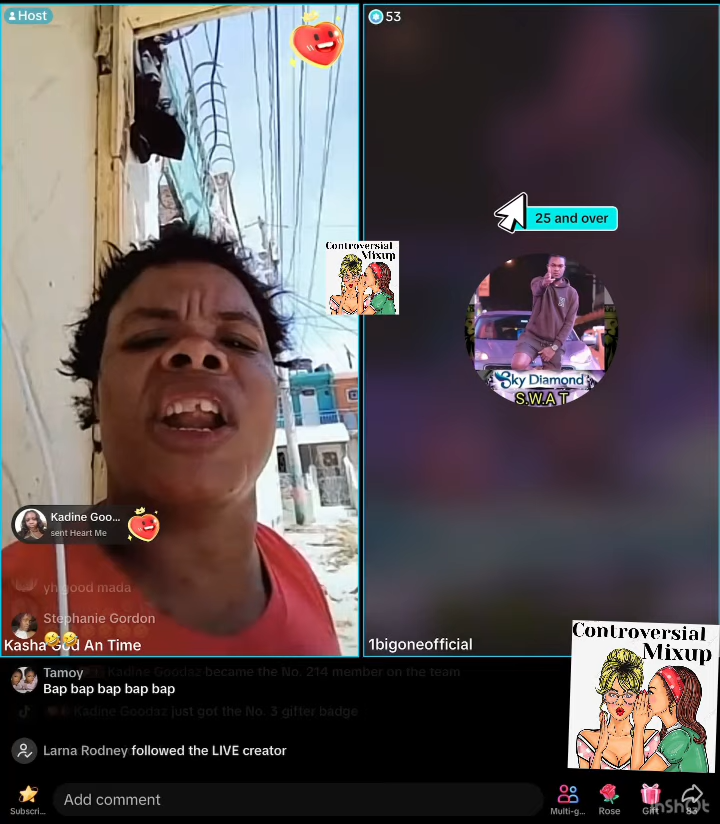 Host
53
25 and over
Controversial
Mixup
Sky Diamond
S.W.A.T
Kadine Goo...
sent Heart Me
yh good mada
Stephanie Gordon
Kasha God An Time
1bigoneofficial
Controversial
Mixup
Tamoy
Kadine Goodaz became the No. 214 member on the team
Bap bap bap bap bap
Kadine Goodaz just got the No. 3 gifter badge
Larna Rodney followed the LIVE creator
Add comment
Subscri...
Multi-g...
Rose
Gift
83
InShot